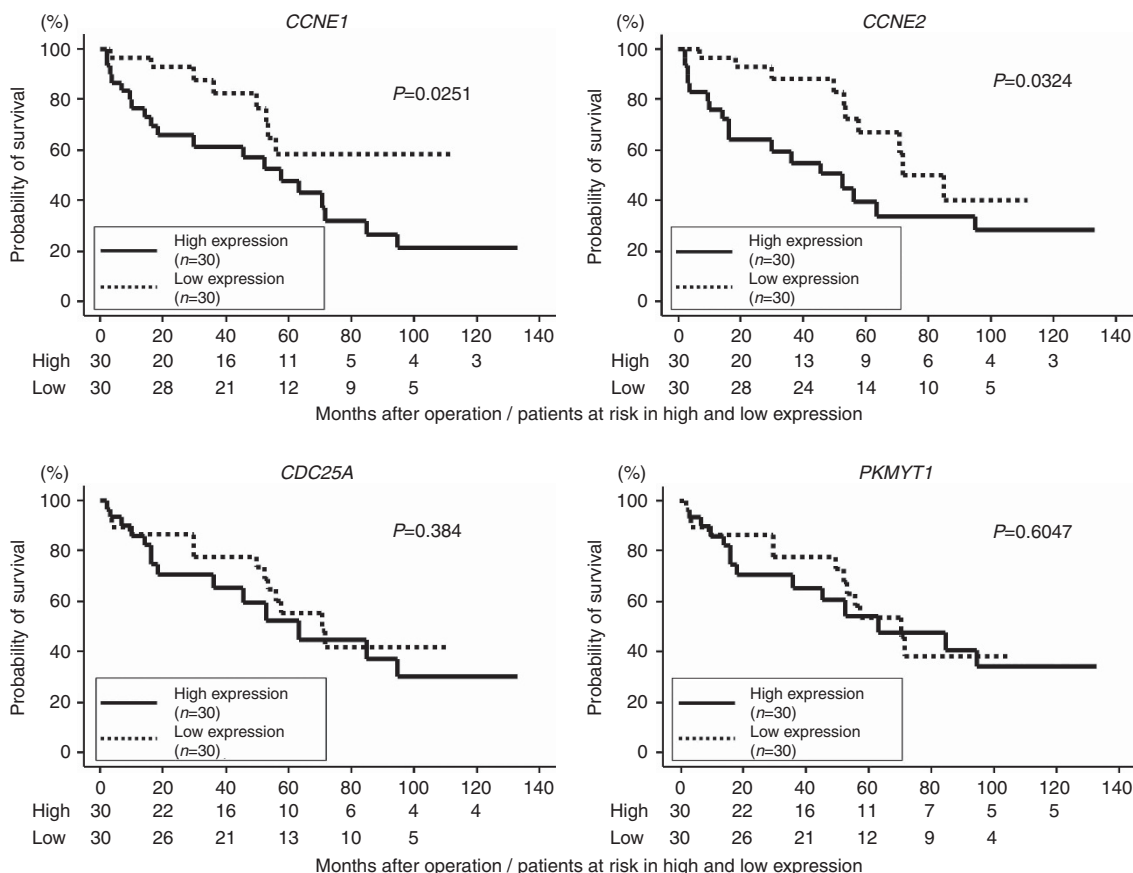 (%)
CCNE1
100
80
60
40
20
0
Probability of survival
P=0.0251
High expression
(n=30)
Low expression
(n=30)
0 20 40 60 80 100 120 140
High 30 20 16 11 5 4 3
Low 30 28 21 12 9 5
(%)
CCNE2
100
80
60
40
20
0
Probability of survival
P=0.0324
High expression
(n=30)
Low expression
(n=30)
0 20 40 60 80 100 120 140
High 30 20 13 9 6 4 3
Low 30 28 24 14 10 5
Months after operation / patients at risk in high and low expression
(%)
CDC25A
100
80
60
40
20
0
Probability of survival
P=0.384
High expression
(n=30)
Low expression
(n=30)
0 20 40 60 80 100 120 140
High 30 22 16 10 6 4 4
Low 30 26 21 13 10 5
(%)
PKMYT1
100
80
60
40
20
0
Probability of survival
P=0.6047
High expression
(n=30)
Low expression
(n=30)
0 20 40 60 80 100 120 140
High 30 22 16 11 7 5 5
Low 30 26 21 12 9 4
Months after operation / patients at risk in high and low expression